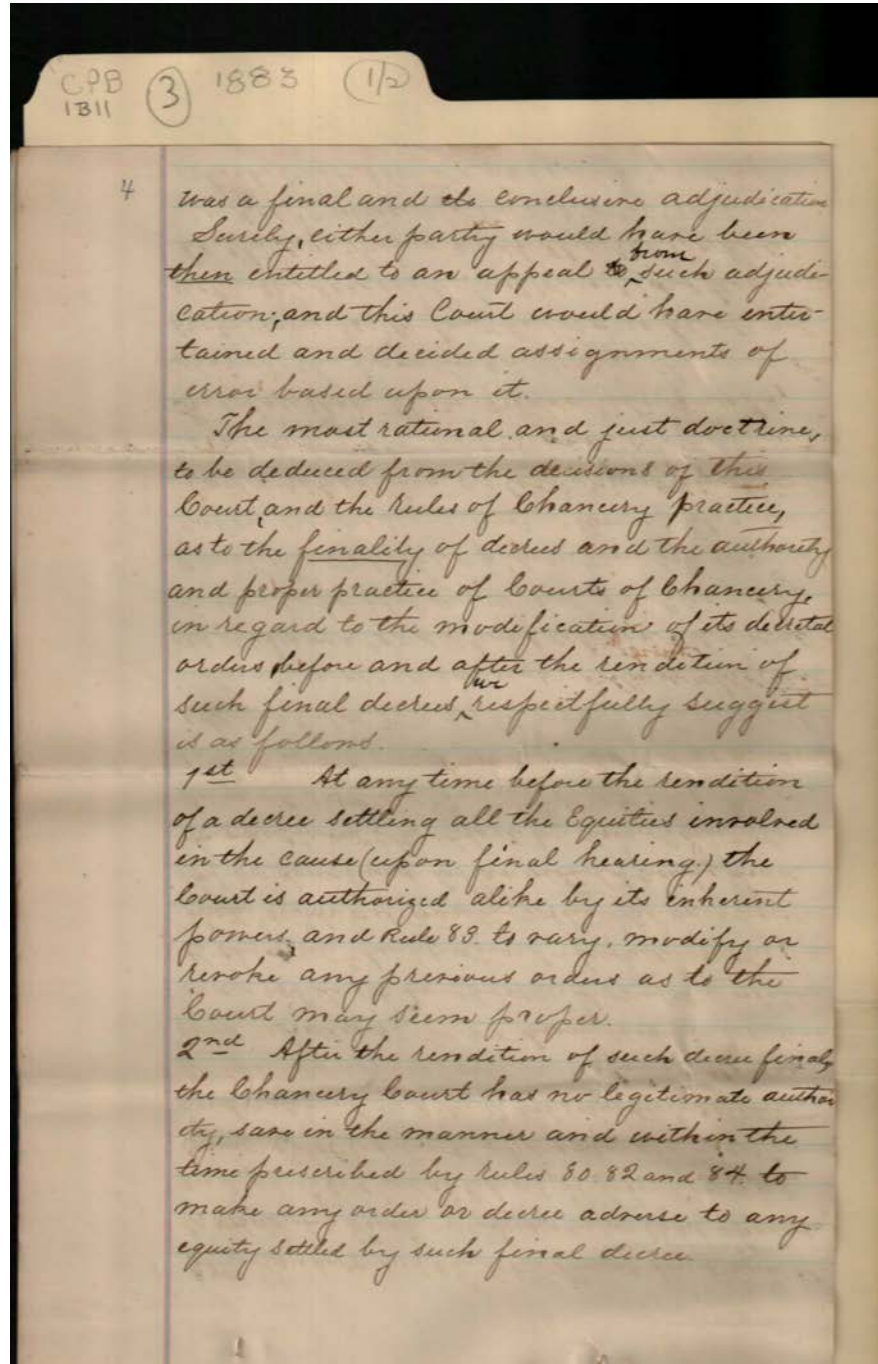 CPB 1883 1/2
1B11 3
4
was a final and its conclusive adjudication
Surely, either party would have been
then entitled to an appeal to from such adjudi-
cation; and this Court would have enter-
tained and decided assignments of
error based upon it.
The most rational and just doctrine,
to be deduced from the decisions of this
Court, and the rules of Chancery practice,
as to the finality of decrees and the authority
and proper practice of Courts of Chancery,
in regard to the modification of its decretal
orders, before and after the rendition of
such final decrees, we respectfully suggest
is as follows.
1st At any time before the rendition
of a decree settling all the Equities involved
in the cause (upon final hearing.) the
Court is authorized alike by its inherent
powers, and Rule 83. to vary, modify or
revoke any previous orders as to the
Court may seem proper.
2nd After the rendition of such decree final,
the Chancery Court has no legitimate author
ity, save in the manner and within the
time prescribed by rules 80. 82 and 84. to
make any order or decree adverse to any
equity settled by such final decree